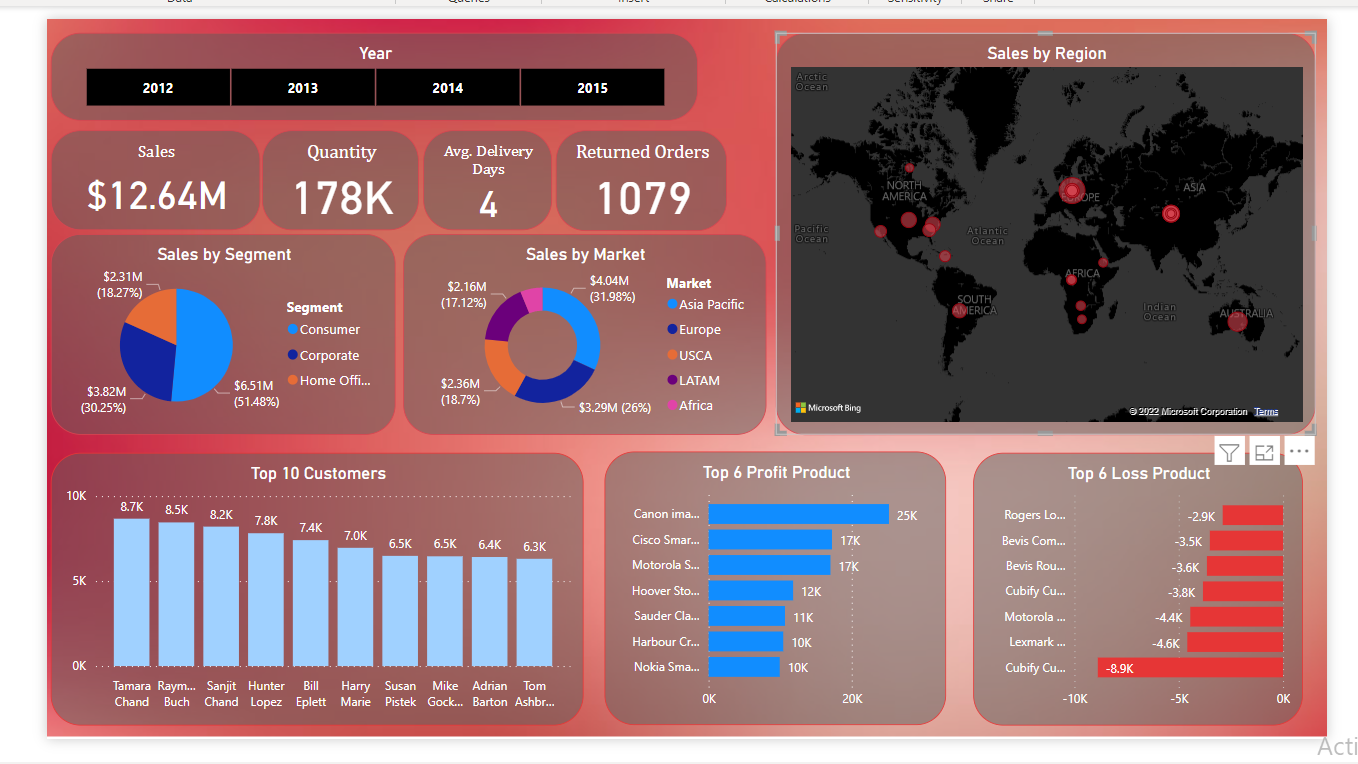 Data Queries Insert Calculations Sensitivity Share
Year
2012 2013 2014 2015
Sales
$12.64M
Quantity
178K
Avg. Delivery
Days
4
Returned Orders
1079
Sales by Region
Arctic
Ocean
NORTH
AMERICA
EUROPE
ASIA
Pacific
Ocean
Atlantic
Ocean
AFRICA
SOUTH
AMERICA
Indian
Ocean
AUSTRALIA
Microsoft Bing
© 2022 Microsoft Corporation Terms
Sales by Segment
$2.31M
(18.27%)
$3.82M
(30.25%)
$6.51M
(51.48%)
Segment
Consumer
Corporate
Home Offi...
Sales by Market
$2.16M
(17.12%)
$4.04M
(31.98%)
$2.36M
(18.7%)
$3.29M (26%)
Market
Asia Pacific
Europe
USCA
LATAM
Africa
Top 10 Customers
10K
5K
0K
8.7K 8.5K 8.2K 7.8K 7.4K 7.0K 6.5K 6.5K 6.4K 6.3K
Tamara Raym... Sanjit Hunter Bill Harry Susan Mike Adrian Tom
Chand Buch Chand Lopez Eplett Marie Pistek Gock... Barton Ashbr...
Top 6 Profit Product
Canon ima... 25K
Cisco Smar... 17K
Motorola S... 17K
Hoover Sto... 12K
Sauder Cla... 11K
Harbour Cr... 10K
Nokia Sma... 10K
0K 20K
Top 6 Loss Product
Rogers Lo... -2.9K
Bevis Com... -3.5K
Bevis Rou... -3.6K
Cubify Cu... -3.8K
Motorola ... -4.4K
Lexmark ... -4.6K
Cubify Cu... -8.9K
-10K -5K 0K
Acti